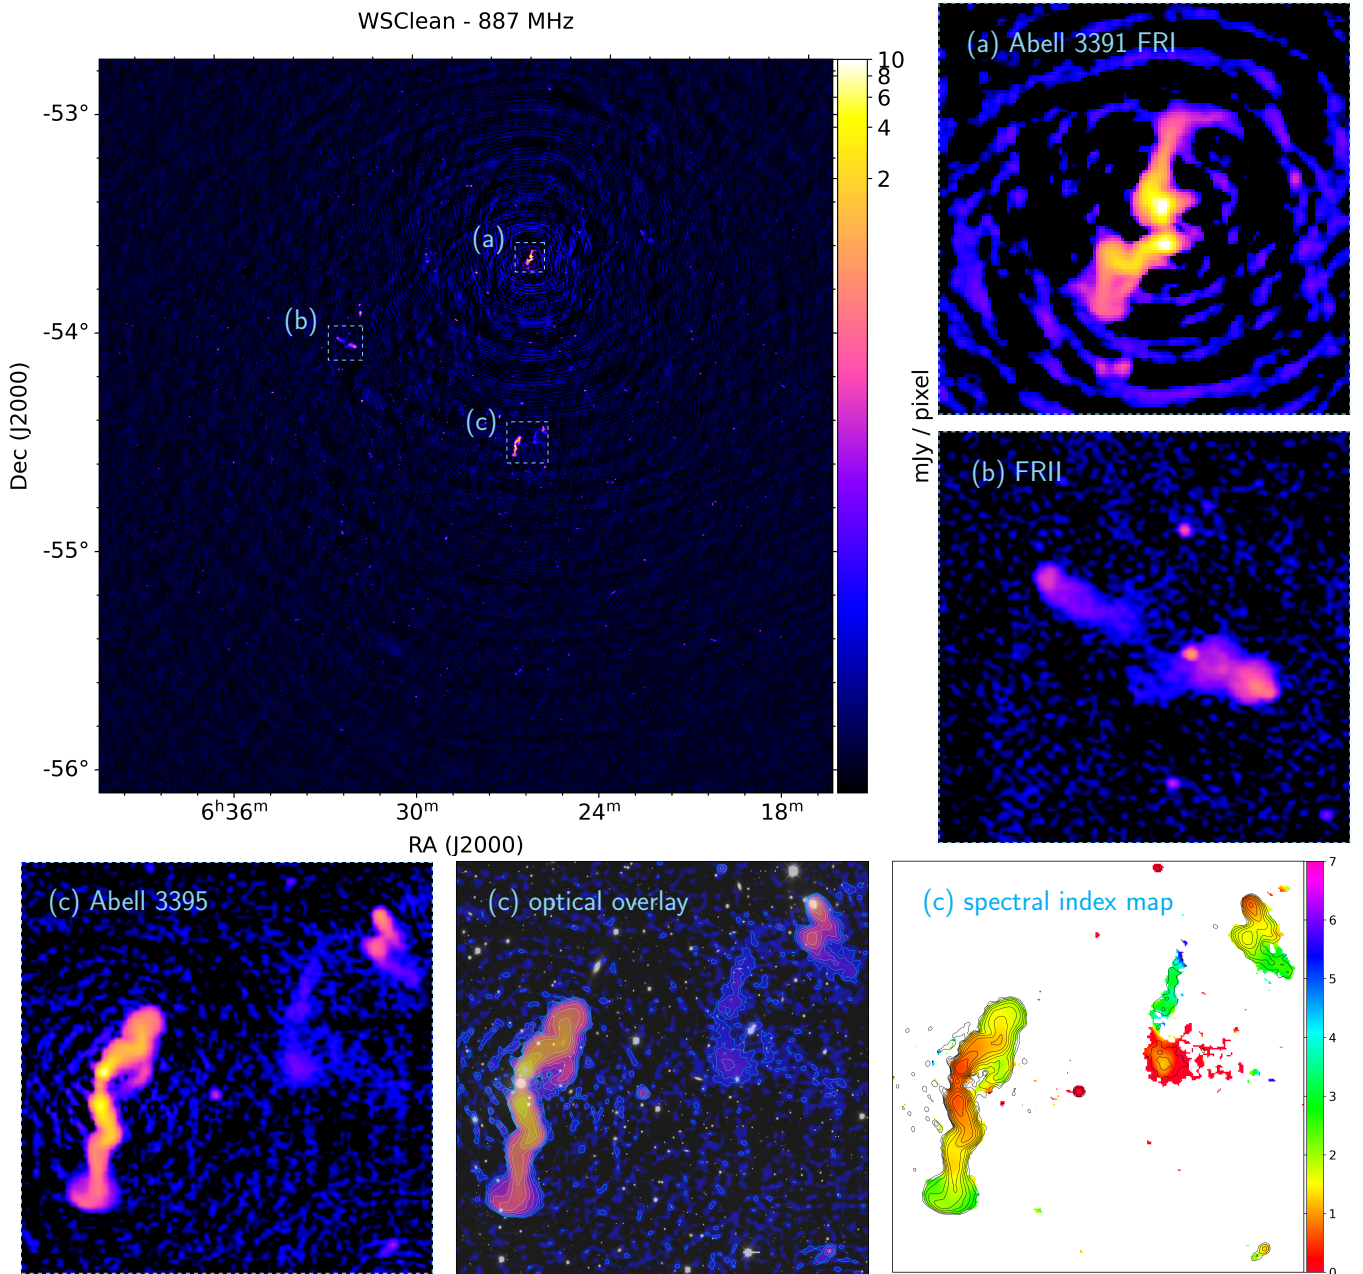 WSClean - 887 MHz
(a) Abell 3391 FRI
10
8
6
4
2
-53°
-54°
-55°
-56°
(a)
(b)
(c)
Dec (J2000)
mJy / pixel
(b) FRII
6ʰ36ᵐ 30ᵐ 24ᵐ 18ᵐ
RA (J2000)
(c) Abell 3395
(c) optical overlay
(c) spectral index map
7
6
5
4
3
2
1
0